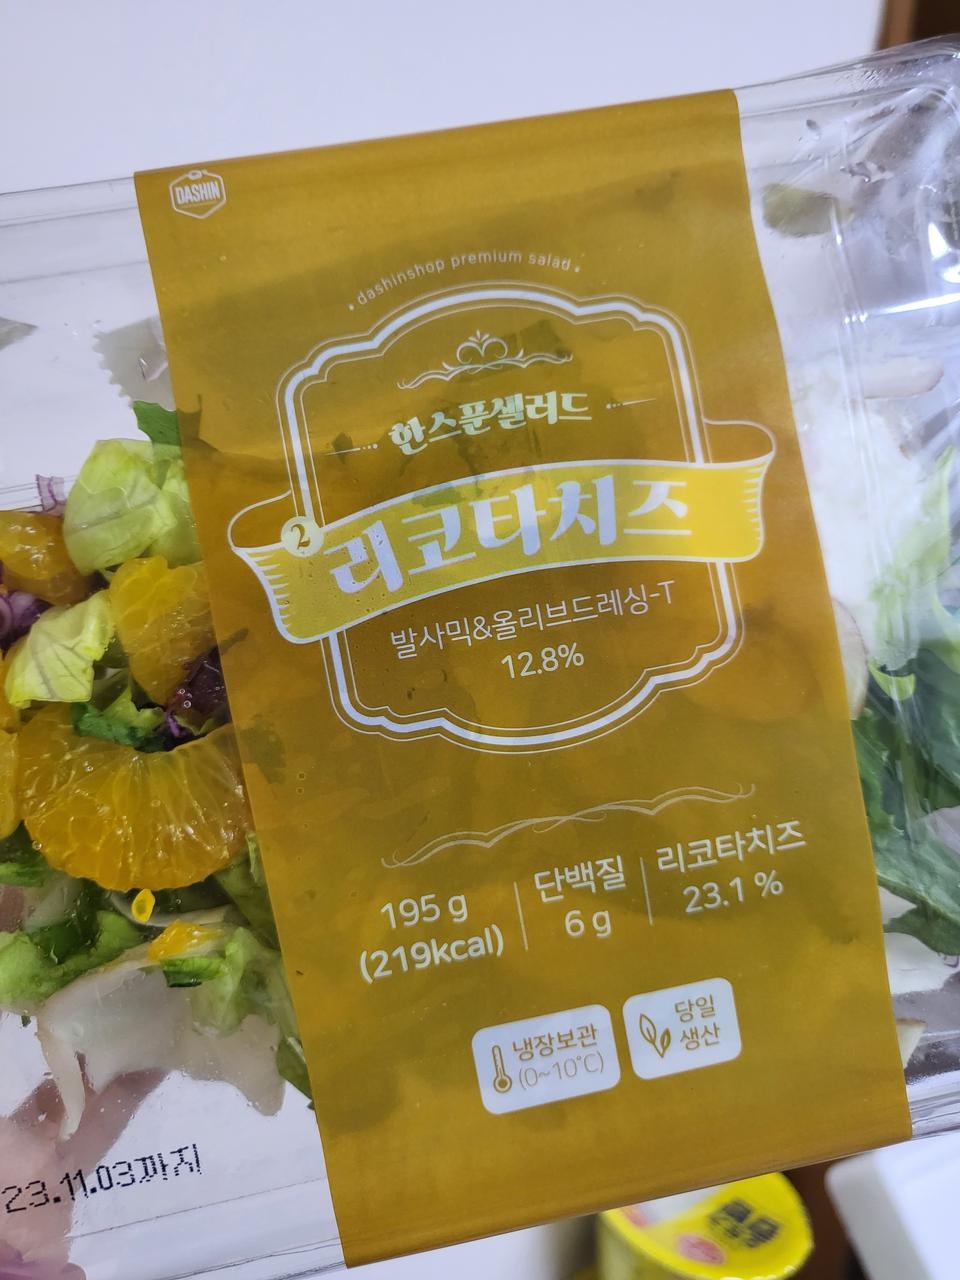 DASHIN
dashinshop premium salad
한스푼샐러드
2 리코타치즈
발사믹&올리브드레싱-T
12.8%
195 g
(219kcal)
단백질
6 g
리코타치즈
23.1 %
냉장보관
(0~10°C)
당일
생산
23.11.03까지